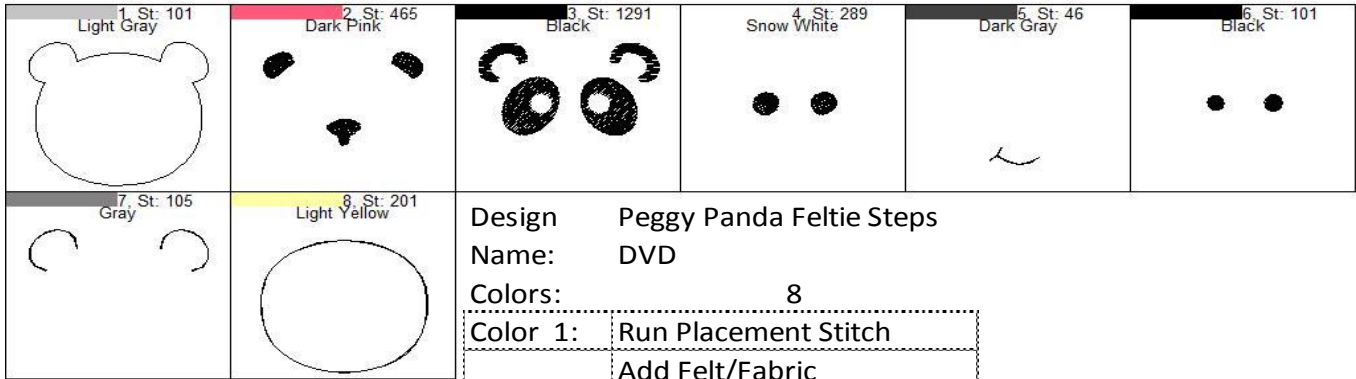 1, St: 101
Light Gray
2, St: 465
Dark Pink
3, St: 1291
Black
4, St: 289
Snow White
5, St: 46
Dark Gray
6, St: 101
Black
7, St: 105
Gray
8, St: 201
Light Yellow
Design Peggy Panda Feltie Steps
Name: DVD
Colors: 8
Color 1: Run Placement Stitch
Add Felt/Fabric